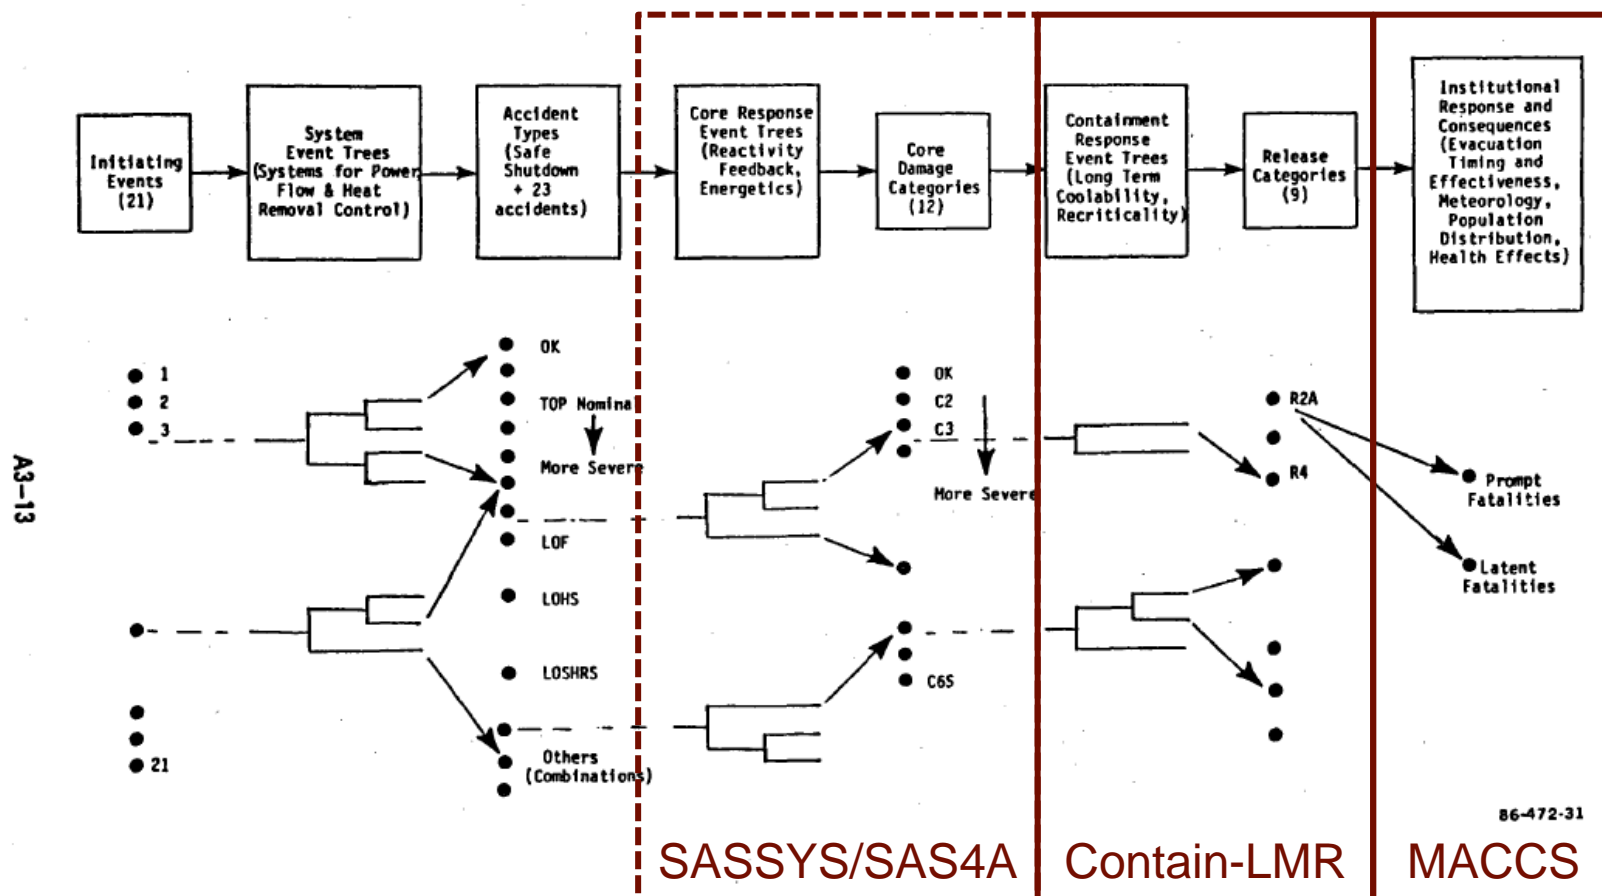 Initiating
Events
(21)
System
Event Trees
(Systems for Power
Flow & Heat
Removal Control)
Accident
Types
(Safe
Shutdown
+ 23
accidents)
Core Response
Event Trees
(Reactivity
Feedback,
Energetics)
Core
Damage
Categories
(12)
Containment
Response
Event Trees
(Long Term
Coolability,
Recriticality)
Release
Categories
(9)
Institutional
Response and
Consequences
(Evacuation
Timing and
Effectiveness,
Meteorology,
Population
Distribution,
Health Effects)
1
2
3
21
OK
TOP Nomina
More Severe
LOF
LOHS
LOSHRS
Others
(Combinations)
OK
C2
C3
More Severe
C6S
R2A
R4
Prompt
Fatalities
Latent
Fatalities
A3-13
86-472-31
SASSYS/SAS4A
Contain-LMR
MACCS